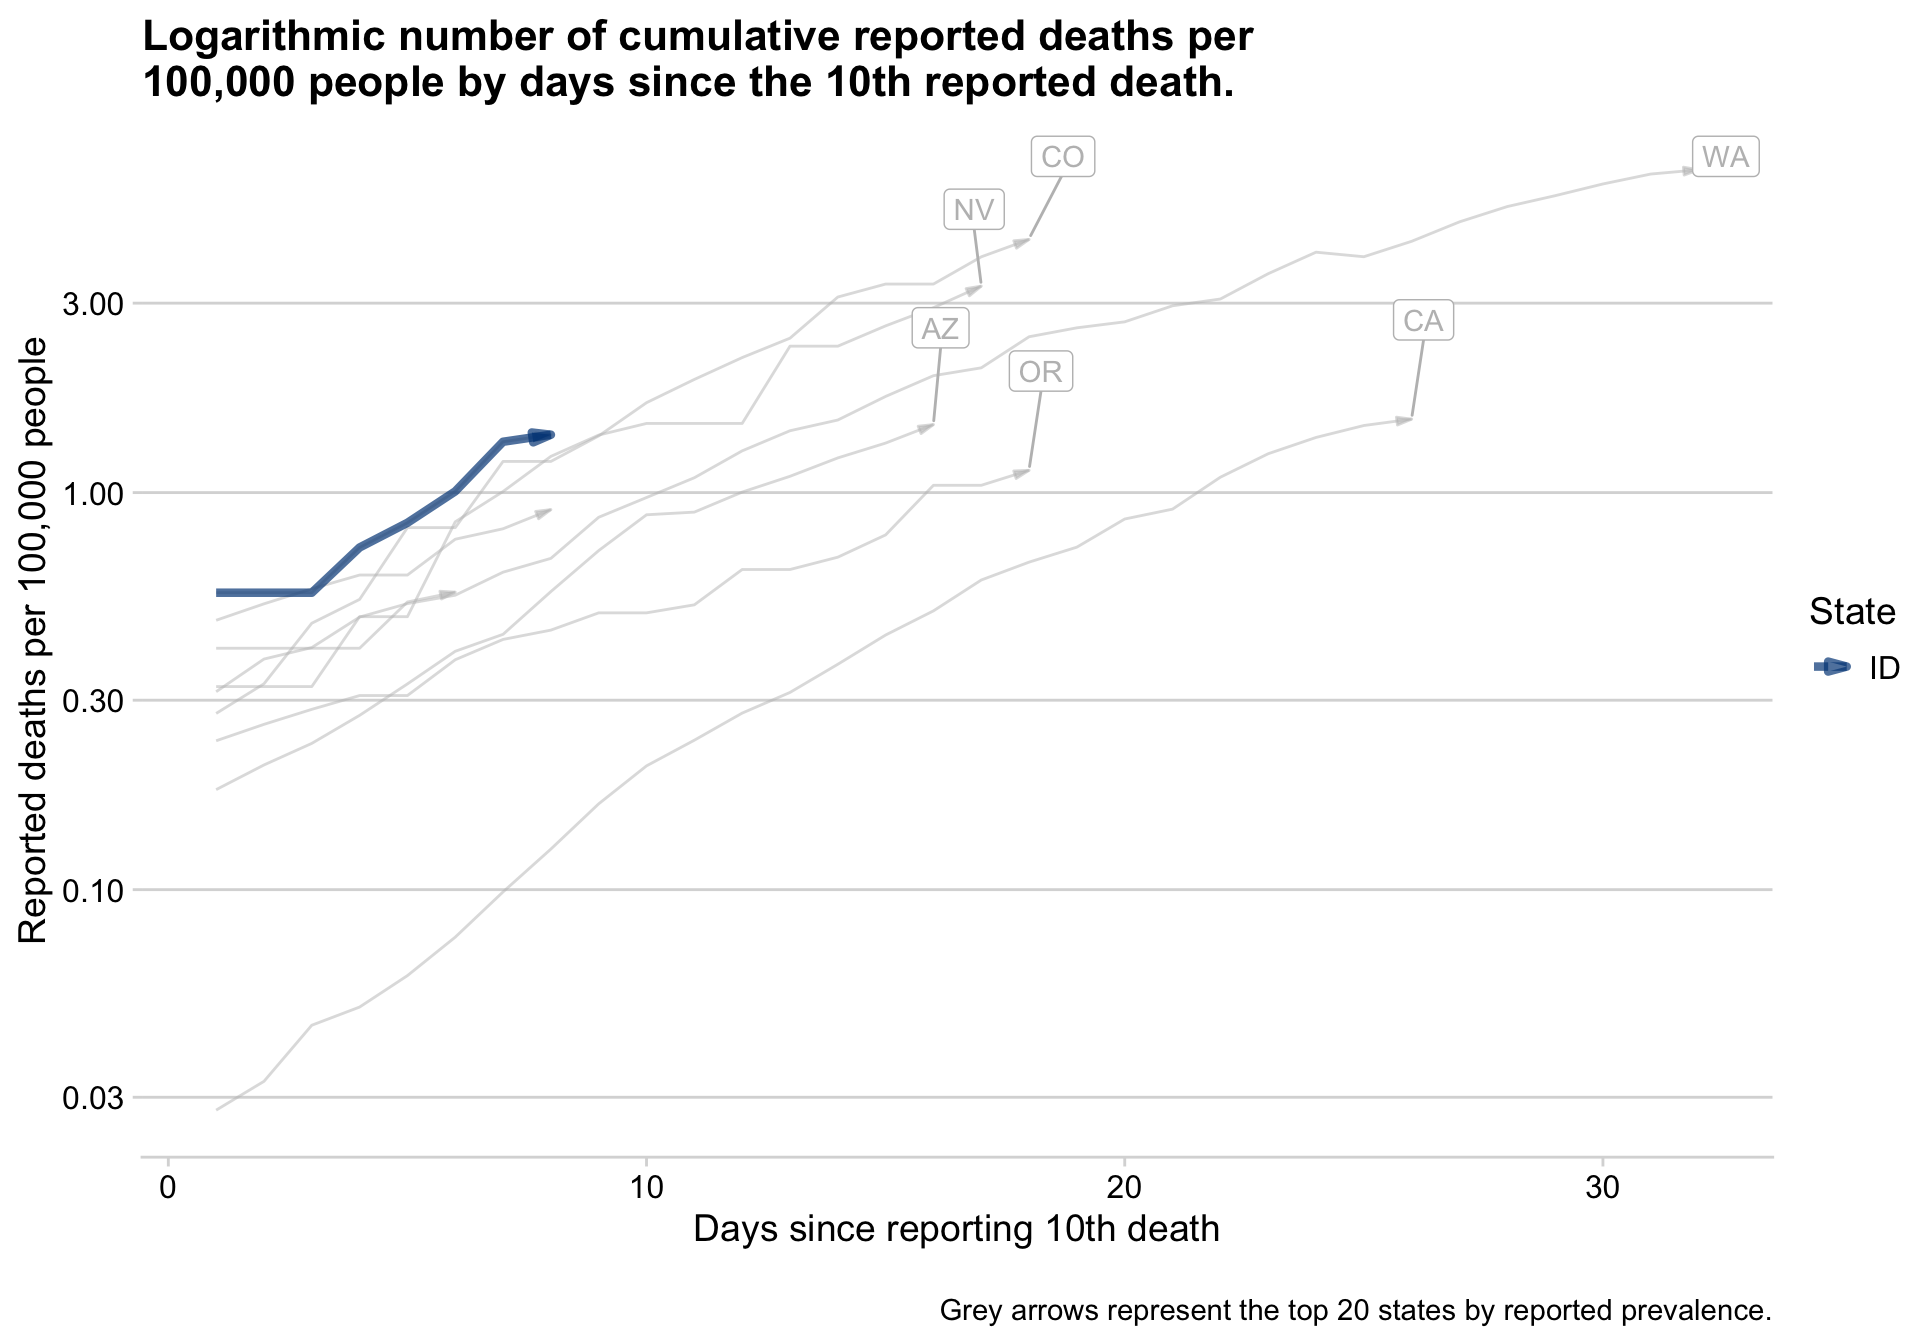 Logarithmic number of cumulative reported deaths per
100,000 people by days since the 10th reported death.
CO
WA
NV
3.00
AZ
CA
OR
1.00
0.30
0.10
0.03
Reported deaths per 100,000 people
State
ID
0
10
20
30
Days since reporting 10th death
Grey arrows represent the top 20 states by reported prevalence.